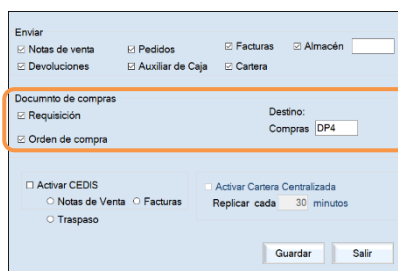 Enviar
Notas de venta Pedidos Facturas Almacén
Devoluciones Auxiliar de Caja Cartera
Documnto de compras
Requisición Destino:
Compras DP4
Orden de compra
Activar CEDIS Activar Cartera Centralizada
Notas de Venta Facturas Replicar cada 30 minutos
Traspaso
Guardar Salir